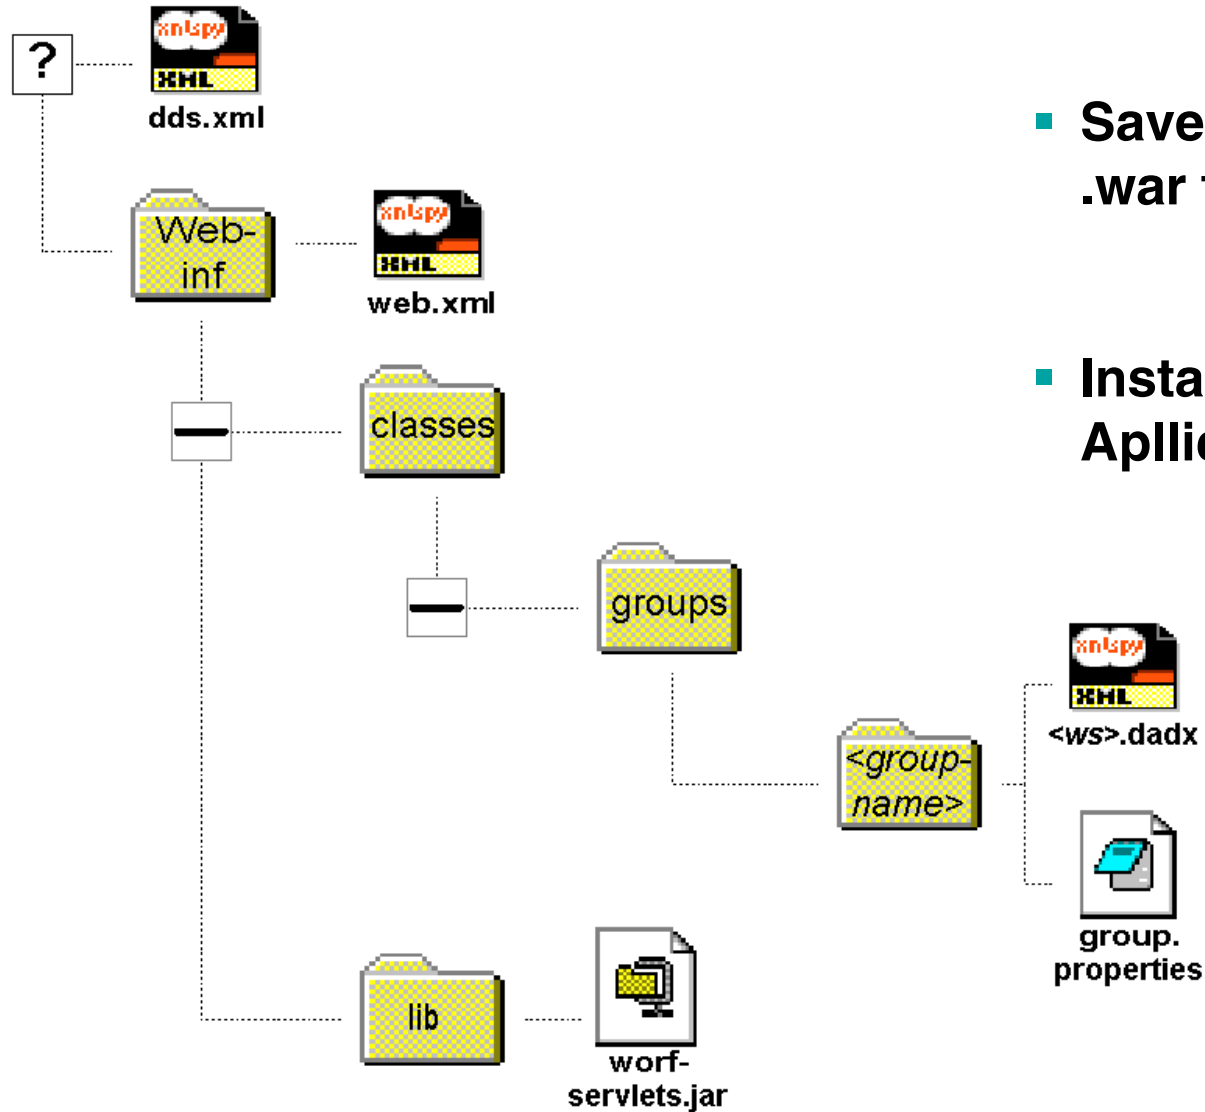 ?
xmlspy
XML
dds.xml
Save
.war
Web-
inf
xmlspy
XML
web.xml
classes
Apllic
groups
xmlspy
XML
<ws>.dadx
<group-
name>
group.
properties
lib
worf-
servlets.jar